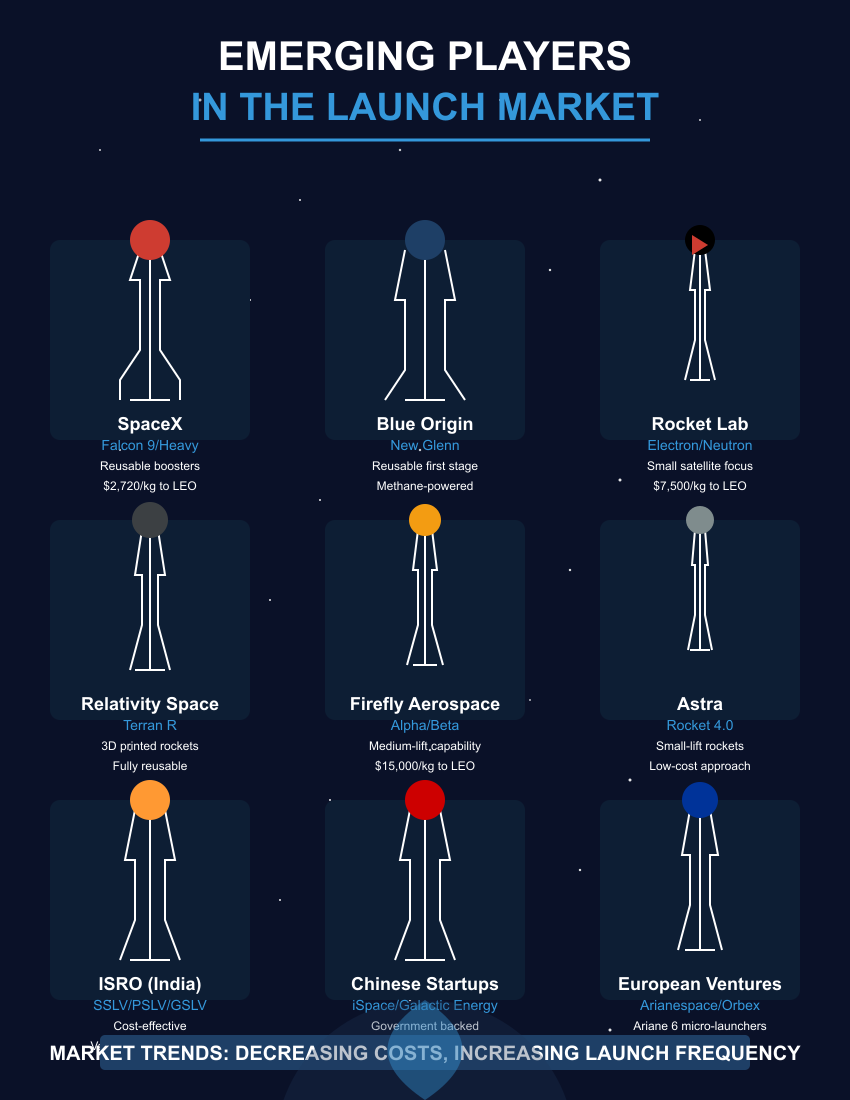 EMERGING PLAYERS
IN THE LAUNCH MARKET
SpaceX
Falcon 9/Heavy
Reusable boosters
$2,720/kg to LEO
Blue Origin
New Glenn
Reusable first stage
Methane-powered
Rocket Lab
Electron/Neutron
Small satellite focus
$7,500/kg to LEO
Relativity Space
Terran R
3D printed rockets
Fully reusable
Firefly Aerospace
Alpha/Beta
Medium-lift capability
$15,000/kg to LEO
Astra
Rocket 4.0
Small-lift rockets
Low-cost approach
ISRO (India)
SSLV/PSLV/GSLV
Cost-effective
Chinese Startups
iSpace/Galactic Energy
Government backed
European Ventures
Arianespace/Orbex
Ariane 6 micro-launchers
MARKET TRENDS: DECREASING COSTS, INCREASING LAUNCH FREQUENCY